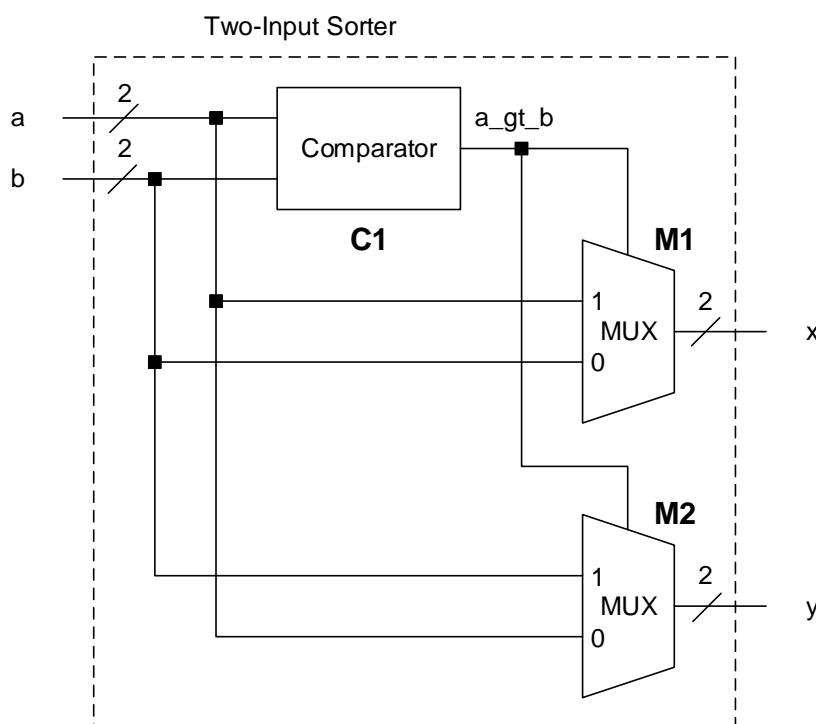 Two-Input Sorter
2
a
Comparator
a_gt_b
2
b
C1
M1
1
MUX
0
2
x
M2
1
MUX
0
2
y